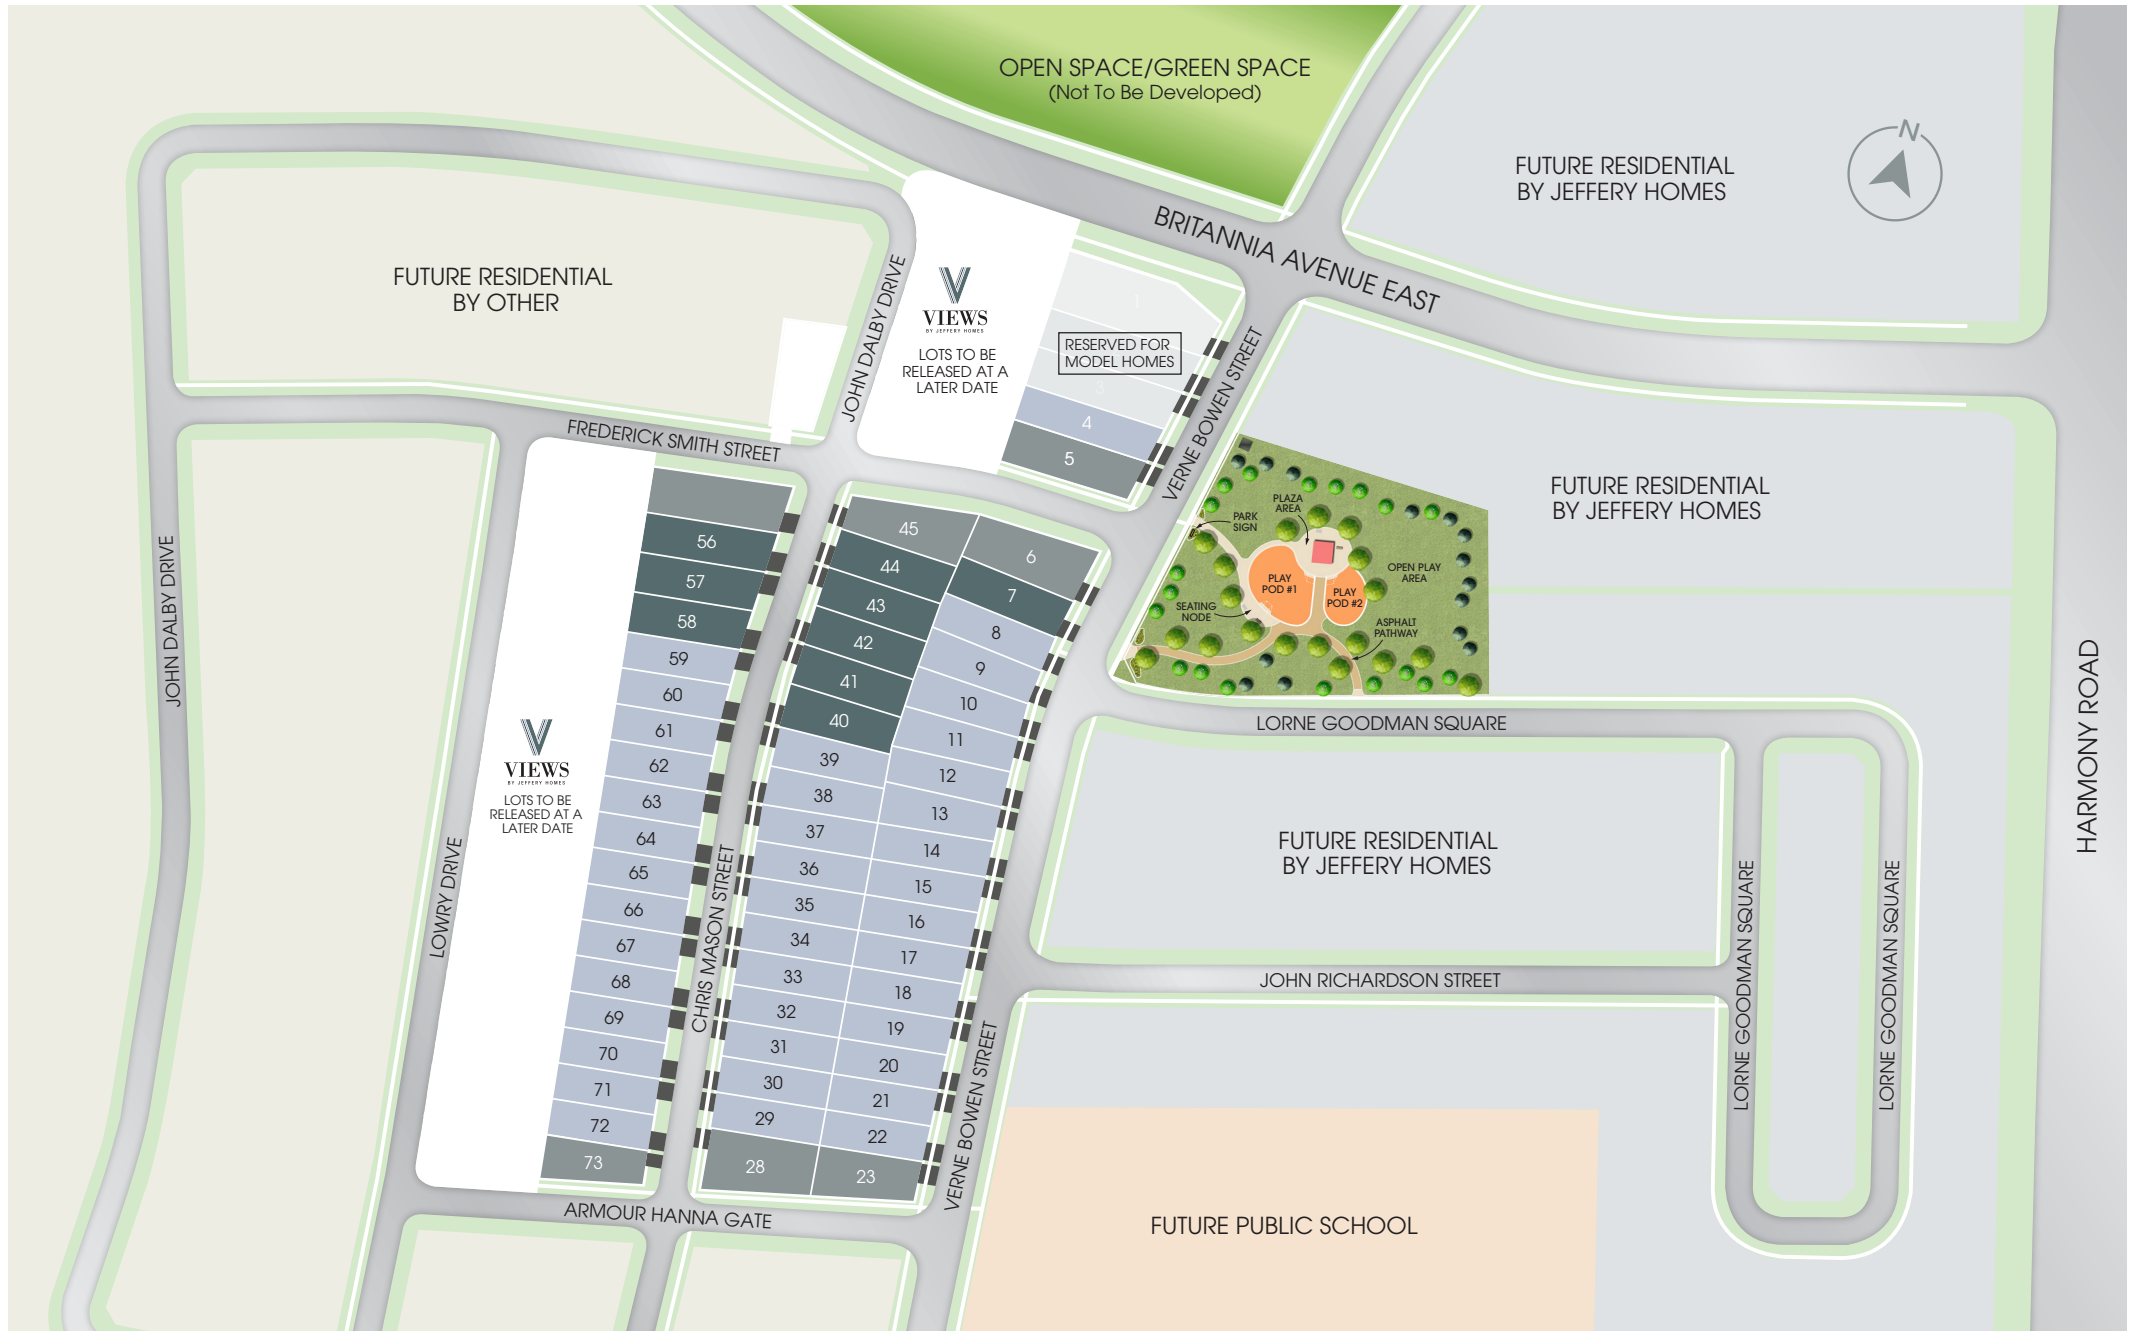 OPEN SPACE/GREEN SPACE
(Not To Be Developed)
N
FUTURE RESIDENTIAL
BY JEFFERY HOMES
BRITANNIA AVENUE EAST
FUTURE RESIDENTIAL
BY OTHER
JOHN DALBY DRIVE
VIEWS
BY JEFFERY HOMES
LOTS TO BE
RELEASED AT A
LATER DATE
1
RESERVED FOR
MODEL HOMES
3
4
5
VERNE BOWEN STREET
FREDERICK SMITH STREET
FUTURE RESIDENTIAL
BY JEFFERY HOMES
PLAZA
AREA
PARK
SIGN
OPEN PLAY
AREA
PLAY
POD #1
PLAY
POD #2
SEATING
NODE
ASPHALT
PATHWAY
JOHN DALBY DRIVE
56
57
58
59
60
61
62
63
64
65
66
67
68
69
70
71
72
73
45
44
43
42
41
40
39
38
37
36
35
34
33
32
31
30
29
28
6
7
8
9
10
11
12
13
14
15
16
17
18
19
20
21
22
23
VIEWS
BY JEFFERY HOMES
LOTS TO BE
RELEASED AT A
LATER DATE
LOWRY DRIVE
CHRIS MASON STREET
VERNE BOWEN STREET
ARMOUR HANNA GATE
LORNE GOODMAN SQUARE
FUTURE RESIDENTIAL
BY JEFFERY HOMES
JOHN RICHARDSON STREET
LORNE GOODMAN SQUARE
LORNE GOODMAN SQUARE
HARMONY ROAD
FUTURE PUBLIC SCHOOL